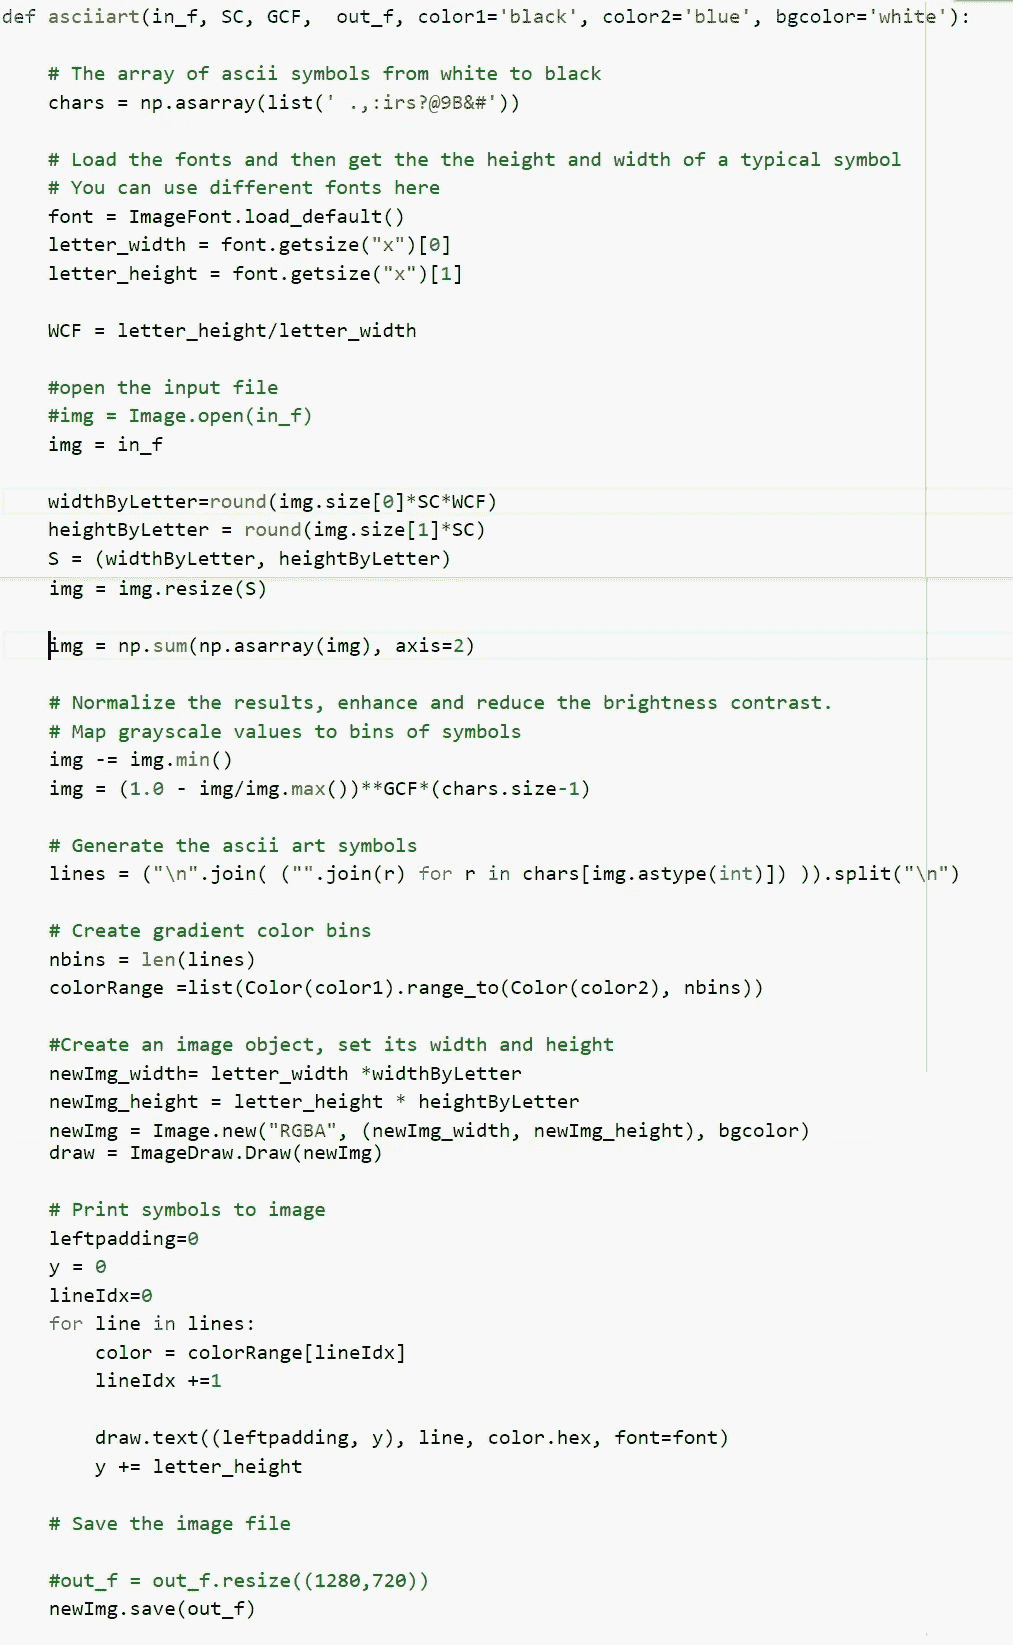 def asciiart(in_f, SC, GCF,  out_f, color1='black', color2='blue', bgcolor='white'):
    # The array of ascii symbols from white to black
    chars = np.asarray(list(' .,:irs?@9B&#'))
    # Load the fonts and then get the the height and width of a typical symbol
    # You can use different fonts here
    font = ImageFont.load_default()
    letter_width = font.getsize("x")[0]
    letter_height = font.getsize("x")[1]
    WCF = letter_height/letter_width
    #open the input file
    #img = Image.open(in_f)
    img = in_f
    widthByLetter=round(img.size[0]*SC*WCF)
    heightByLetter = round(img.size[1]*SC)
    S = (widthByLetter, heightByLetter)
    img = img.resize(S)
    img = np.sum(np.asarray(img), axis=2)
    # Normalize the results, enhance and reduce the brightness contrast.
    # Map grayscale values to bins of symbols
    img -= img.min()
    img = (1.0 - img/img.max())**GCF*(chars.size-1)
    # Generate the ascii art symbols
    lines = ("\n".join( ("".join(r) for r in chars[img.astype(int)]) )).split("\n")
    # Create gradient color bins
    nbins = len(lines)
    colorRange =list(Color(color1).range_to(Color(color2), nbins))
    #Create an image object, set its width and height
    newImg_width= letter_width *widthByLetter
    newImg_height = letter_height * heightByLetter
    newImg = Image.new("RGBA", (newImg_width, newImg_height), bgcolor)
    draw = ImageDraw.Draw(newImg)
    # Print symbols to image
    leftpadding=0
    y = 0
    lineIdx=0
    for line in lines:
        color = colorRange[lineIdx]
        lineIdx +=1
        draw.text((leftpadding, y), line, color.hex, font=font)
        y += letter_height
    # Save the image file
    #out_f = out_f.resize((1280,720))
    newImg.save(out_f)